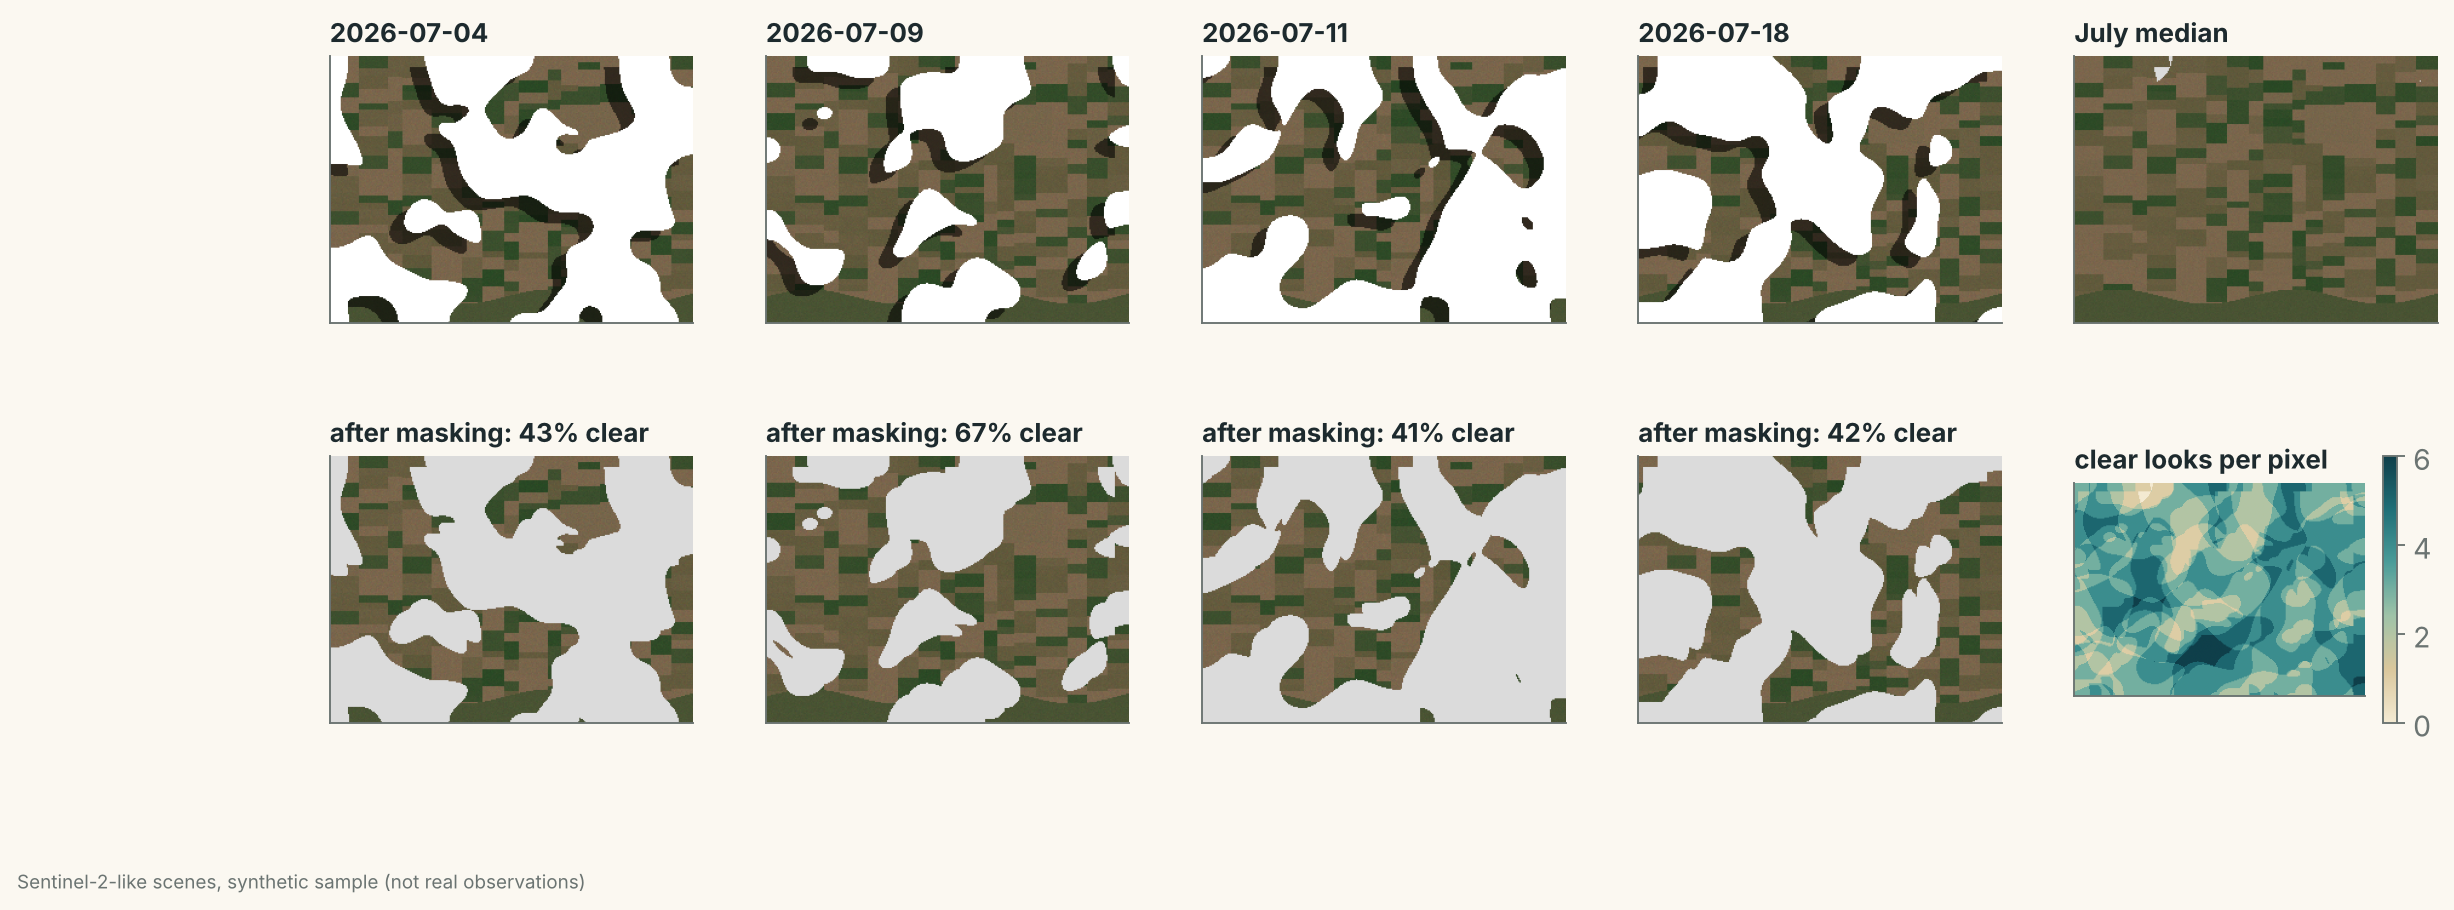 2026-07-04
2026-07-09
2026-07-11
2026-07-18
July median
after masking: 43% clear
after masking: 67% clear
after masking: 41% clear
after masking: 42% clear
clear looks per pixel
6
4
2
0
Sentinel-2-like scenes, synthetic sample (not real observations)